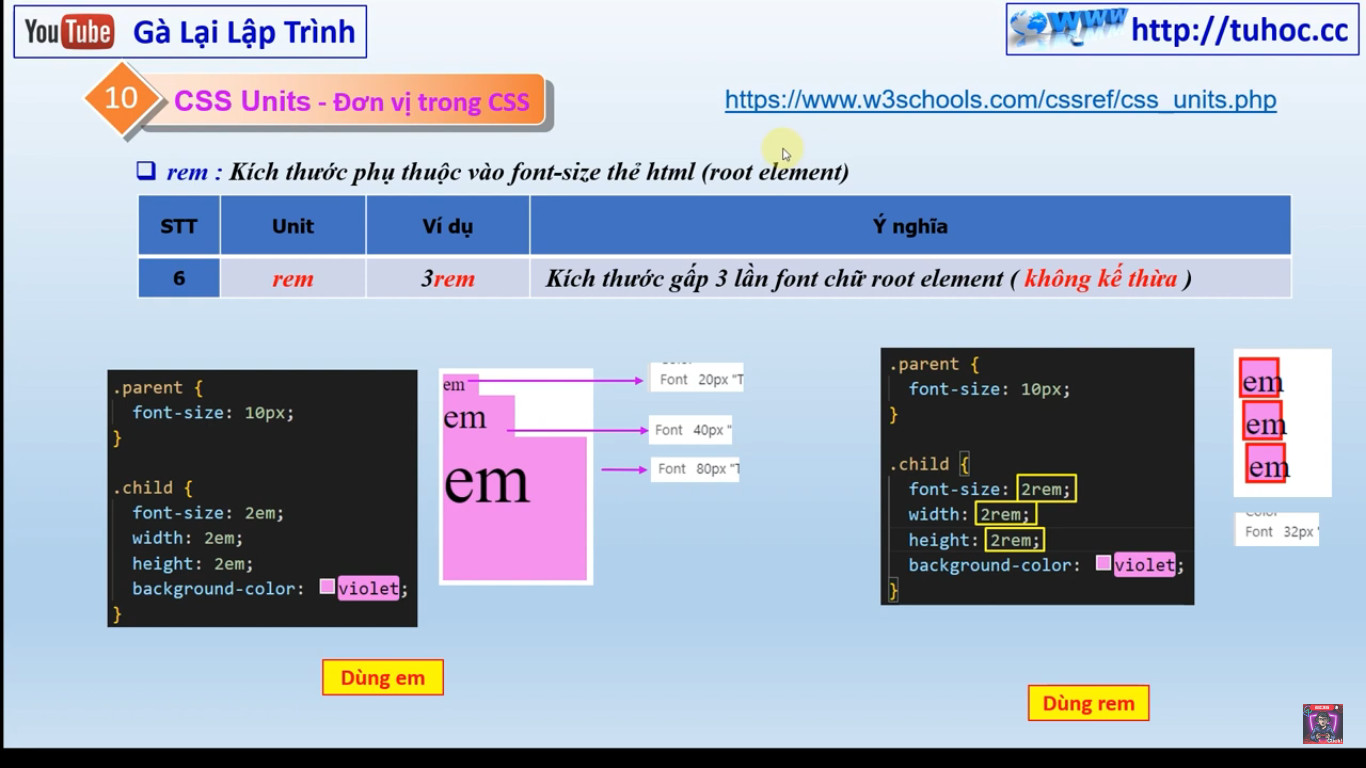 YouTube Gà Lại Lập Trình
WWW http://tuhoc.cc
10
CSS Units - Đơn vị trong CSS
https://www.w3schools.com/cssref/css_units.php
rem : Kích thước phụ thuộc vào font-size thẻ html (root element)
STT Unit Ví dụ Ý nghĩa
6 rem 3rem Kích thước gấp 3 lần font chữ root element ( không kế thừa )
.parent {
font-size: 10px;
}
.child {
font-size: 2em;
width: 2em;
height: 2em;
background-color: violet;
}
em
em
em
Font 20px "T
Font 40px "
Font 80px "T
Dùng em
.parent {
font-size: 10px;
}
.child {
font-size: 2rem;
width: 2rem;
height: 2rem;
background-color: violet;
}
em
em
em
Font 32px "
Dùng rem